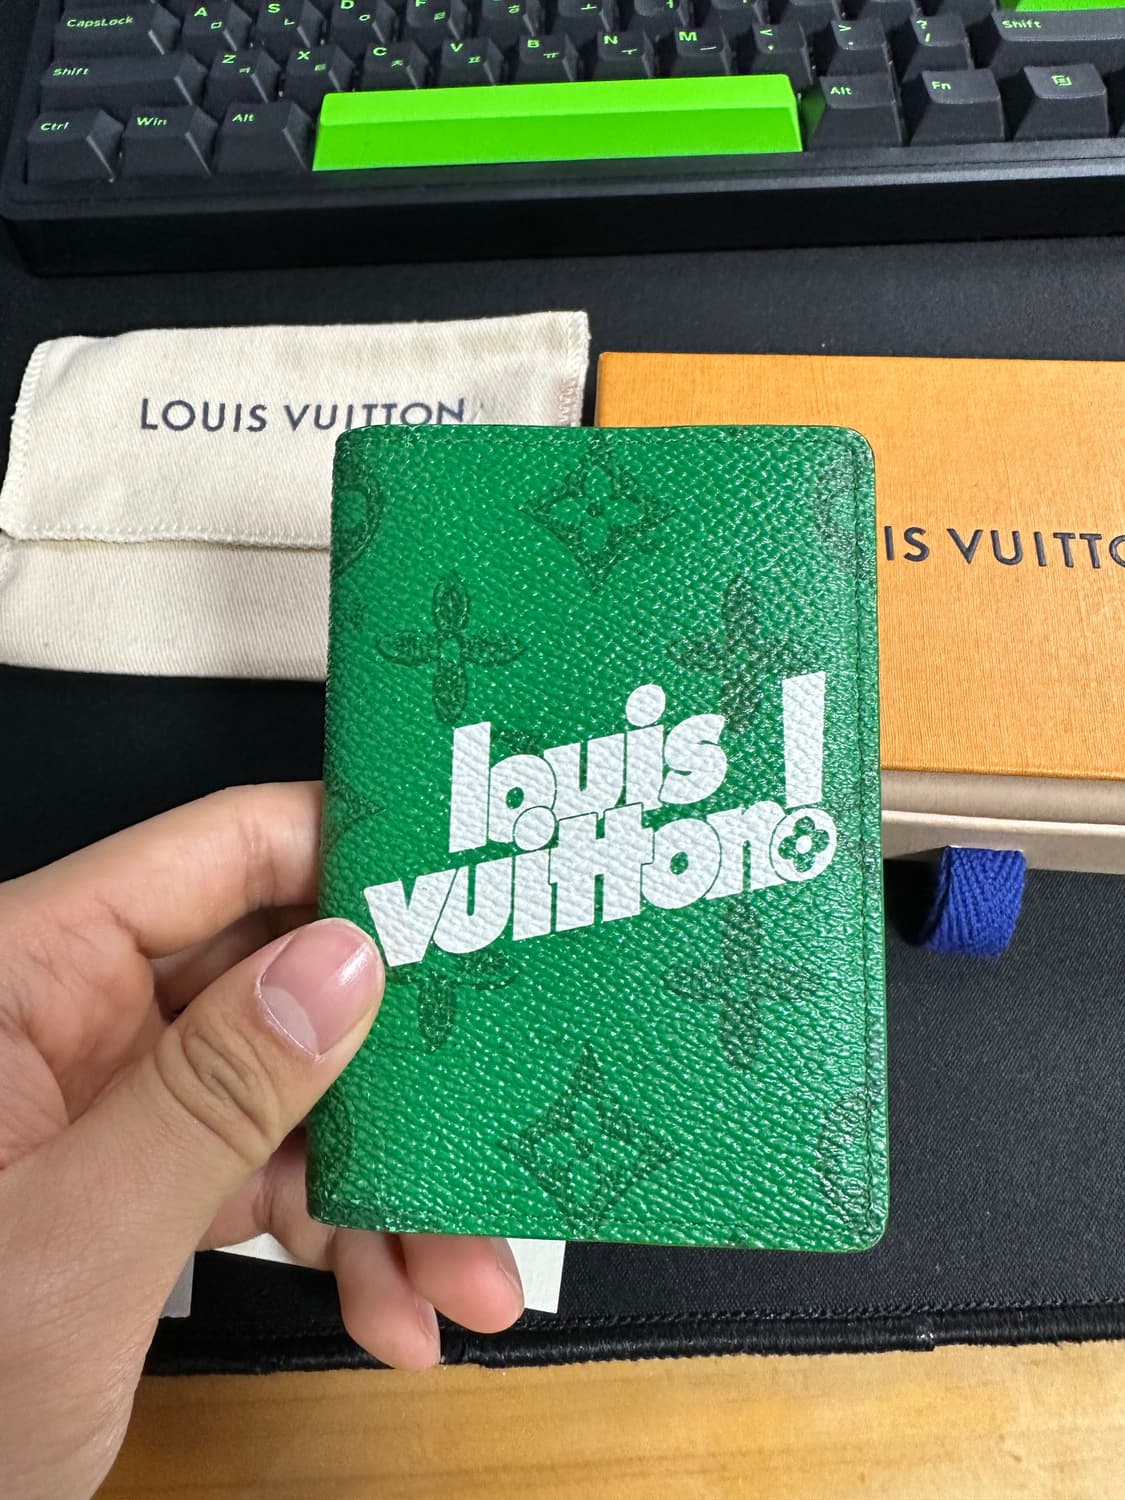 CapsLock A ㅁ S ㄴ D ㅇ
Shift
Shift Z ㅋ X ㅌ C ㅊ V ㅍ B ㅠ N ㅜ M ㅡ < , > . ? /
Ctrl Win Alt Alt Fn
LOUIS VUITTON
IS VUITTO
louis
vuitton!